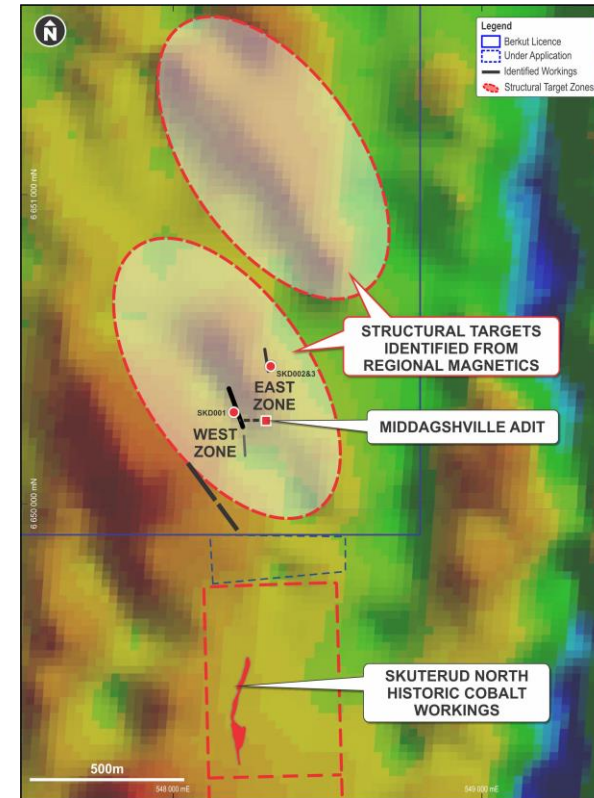 N
Legend
Berkut Licence
Under Application
Identified Workings
Structural Target Zones
6 651 000 mN
STRUCTURAL TARGETS
IDENTIFIED FROM
REGIONAL MAGNETICS
SKD002&3
EAST
ZONE
SKD001
MIDDAGSHVILLE ADIT
WEST
ZONE
6 650 000 mN
SKUTERUD NORTH
HISTORIC COBALT
WORKINGS
500m
548 000 mE
549 000 mE